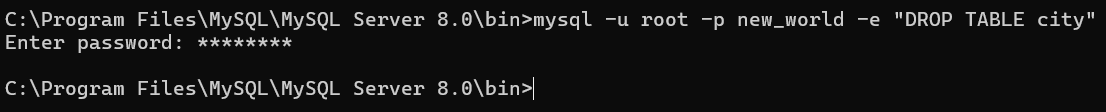 C:\Program Files\MySQL\MySQL Server 8.0\bin>mysql -u root -p new_world -e "DROP TABLE city"
Enter password: ********
C:\Program Files\MySQL\MySQL Server 8.0\bin>